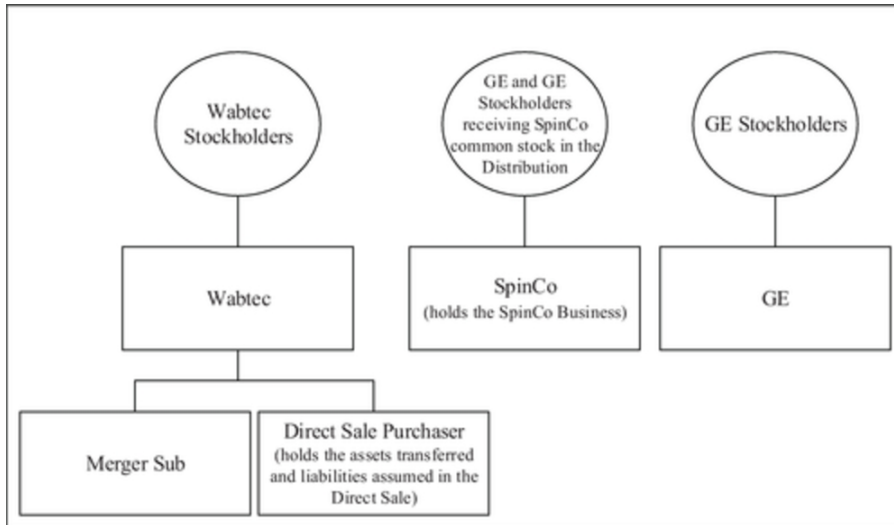 Wabtec
Stockholders
GE and GE
Stockholders
receiving SpinCo
common stock in the
Distribution
GE Stockholders
Wabtec
SpinCo
(holds the SpinCo Business)
GE
Merger Sub
Direct Sale Purchaser
(holds the assets transferred
and liabilities assumed in the
Direct Sale)